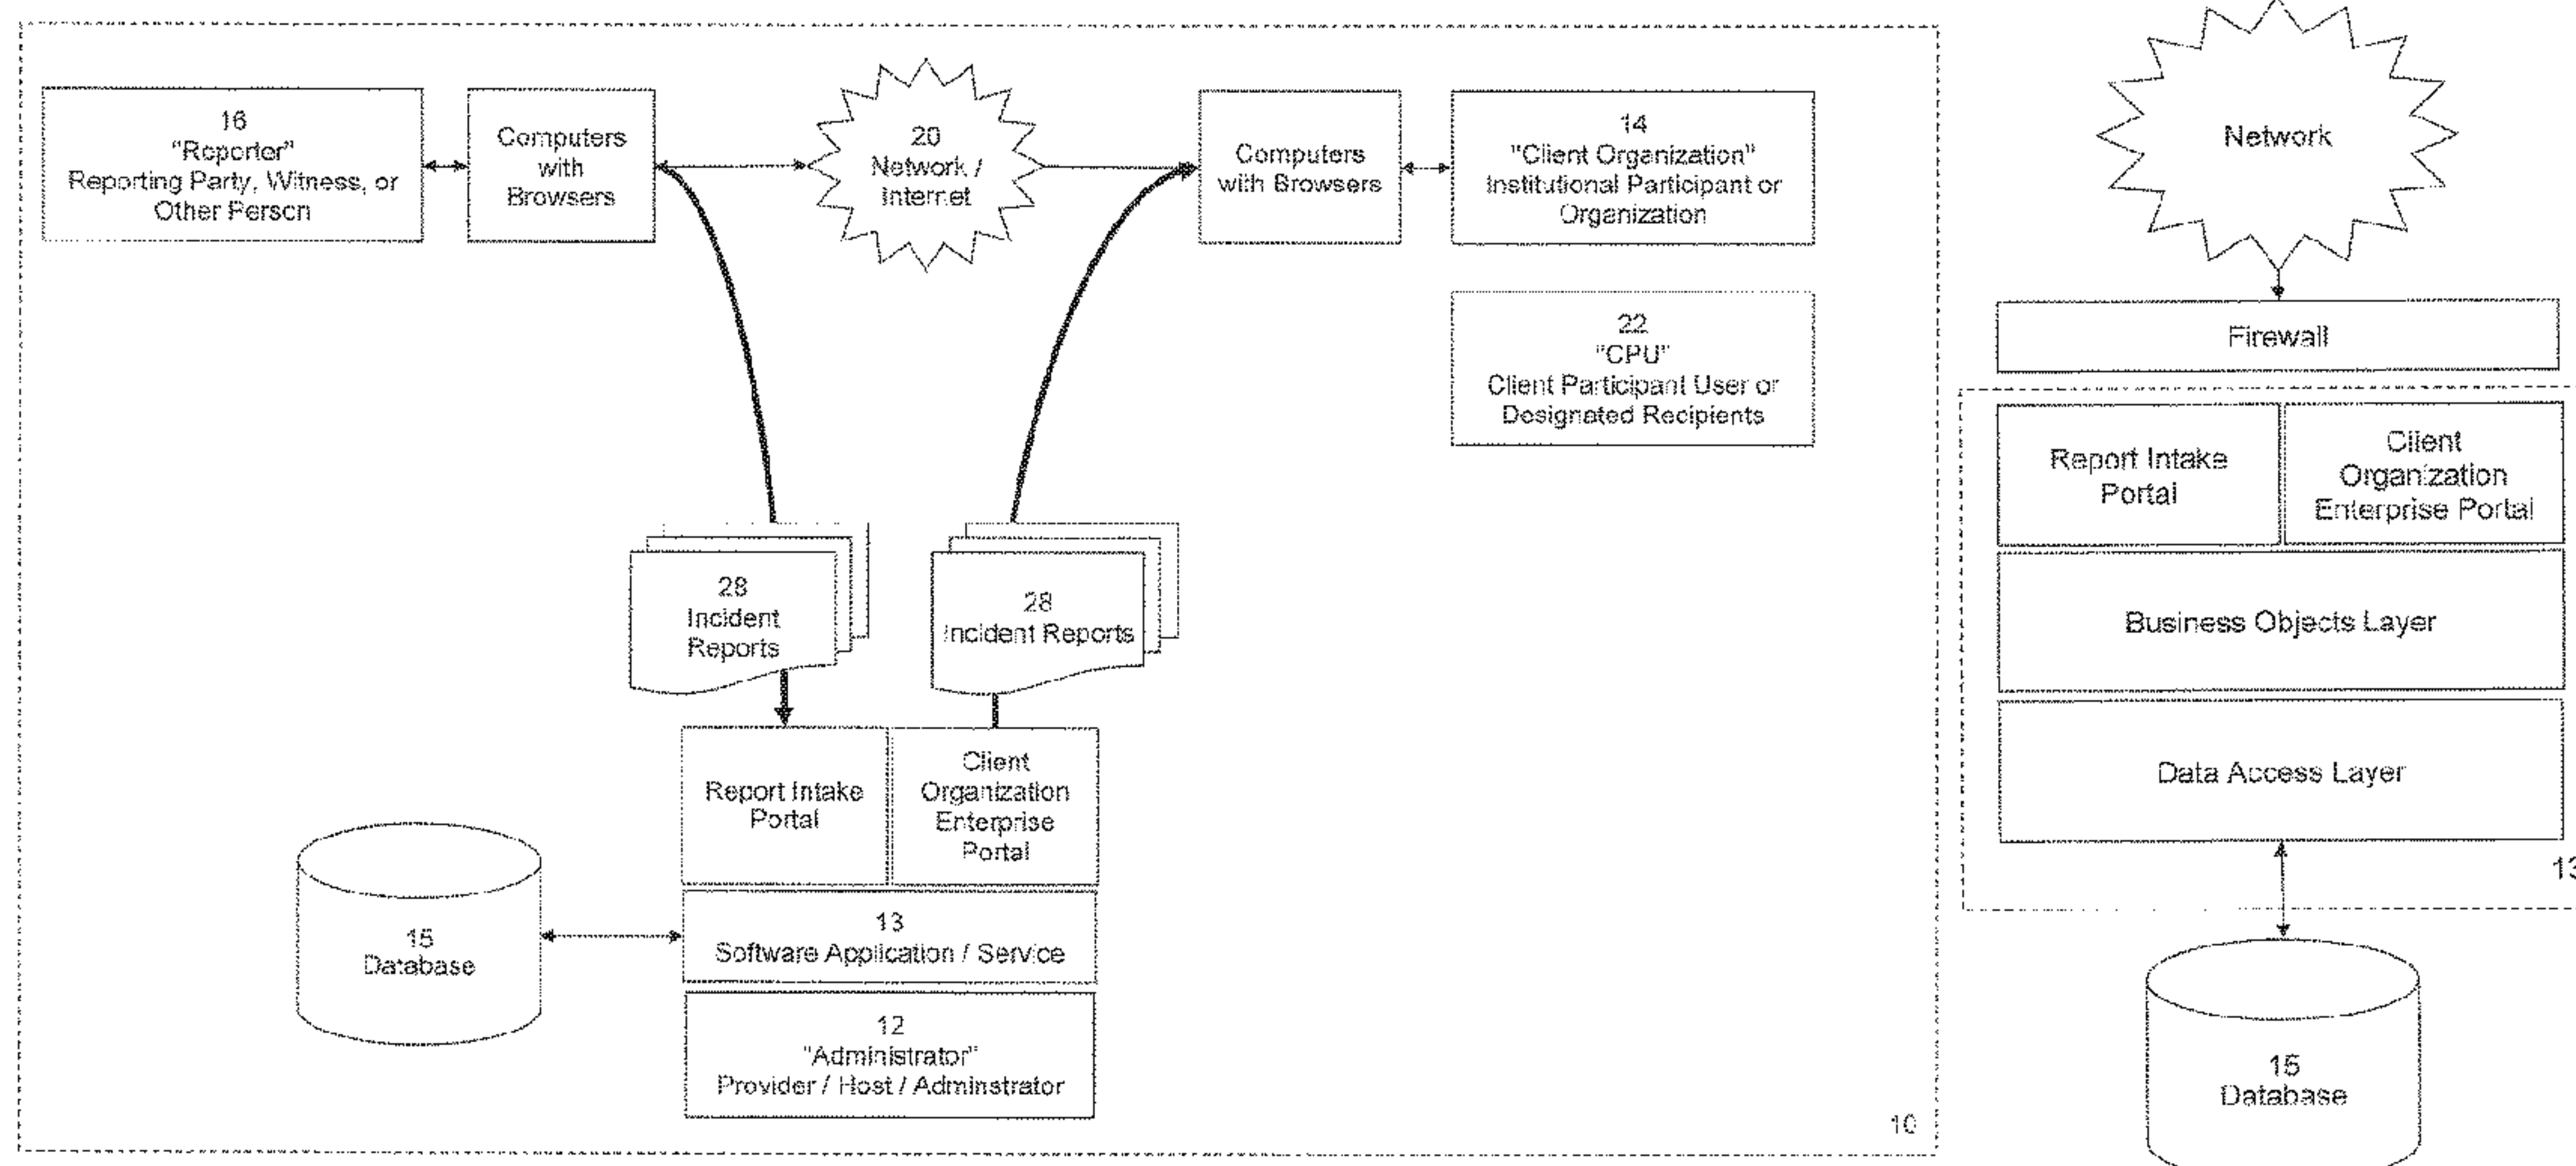 16
"Reporter"
Reporting Party, Witness, or
Other Person
Computers
with
Browsers
20
Network /
Internet
Computers
with Browsers
14
"Client Organization"
Institutional Participant or
Organization
22
"CPU"
Client Participant User or
Designated Recipients
28
Incident
Reports
28
Incident Reports
Report Intake
Portal
Client
Organization
Enterprise
Portal
15
Database
13
Software Application / Service
12
"Administrator"
Provider / Host / Adminstrator
10
Network
Firewall
Report Intake
Portal
Client
Organization
Enterprise Portal
Business Objects Layer
Data Access Layer
13
15
Database